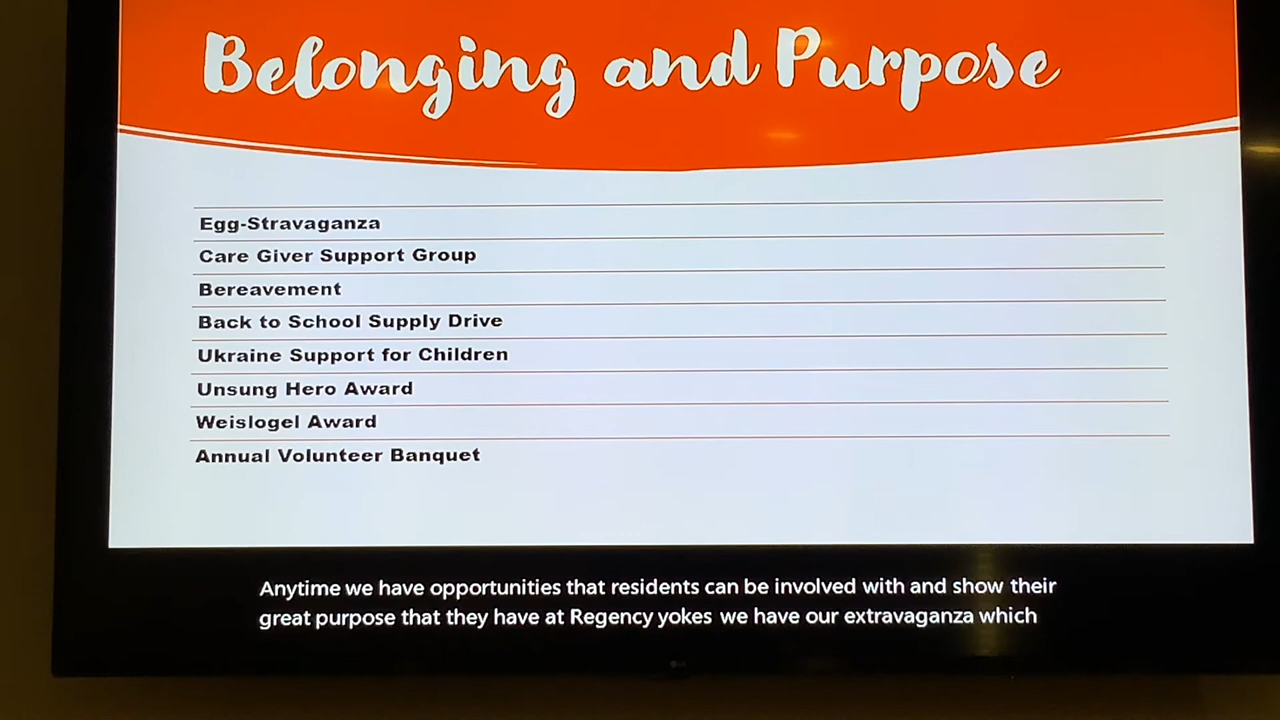 Belonging and Purpose
Egg-Stravaganza
Care Giver Support Group
Bereavement
Back to School Supply Drive
Ukraine Support for Children
Unsung Hero Award
Weislogel Award
Annual Volunteer Banquet
Anytime we have opportunities that residents can be involved with and show their
great purpose that they have at Regency yokes we have our extravaganza which